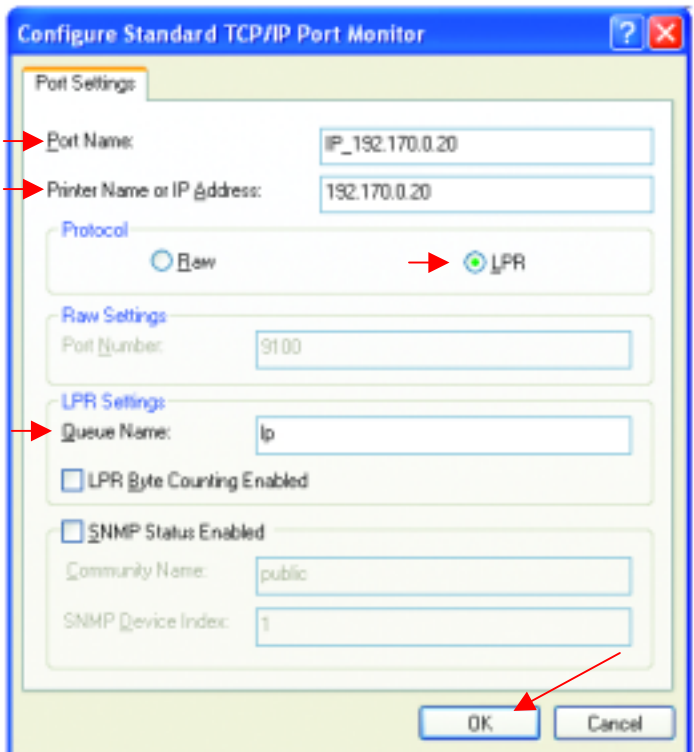 Configure Standard TCP/IP Port Monitor
Port Settings
Port Name: IP_192.170.0.20
Printer Name or IP Address: 192.170.0.20
Protocol
Raw LPR
Raw Settings
Port Number: 9100
LPR Settings
Queue Name: lp
LPR Byte Counting Enabled
SNMP Status Enabled
Community Name: public
SNMP Device Index: 1
OK Cancel